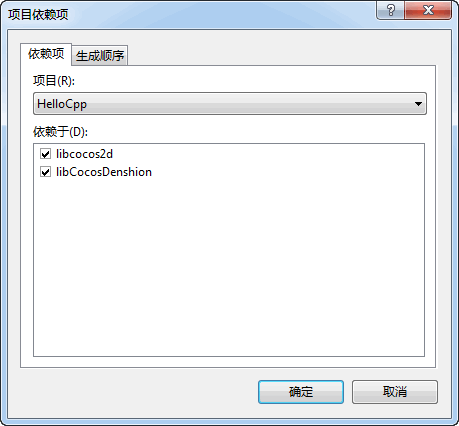 项目依赖项
依赖项
生成顺序
项目(R):
HelloCpp
依赖于(D):
libcocos2d
libCocosDenshion
确定
取消